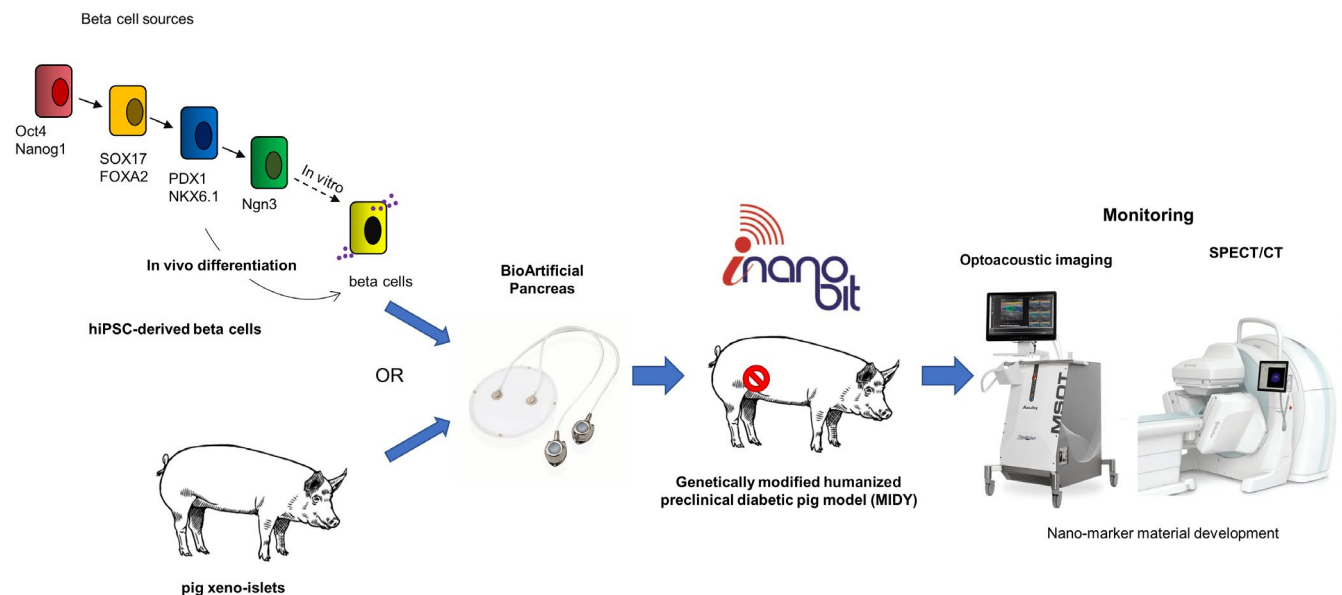 Beta cell sources
Oct4
Nanog1
SOX17
FOXA2
PDX1
NKX6.1
Ngn3
In vitro
In vivo differentiation
beta cells
hiPSC-derived beta cells
OR
pig xeno-islets
BioArtificial
Pancreas
inano
bit
Genetically modified humanized
preclinical diabetic pig model (MIDY)
Monitoring
Optoacoustic imaging
SPECT/CT
MSOT
Nano-marker material development